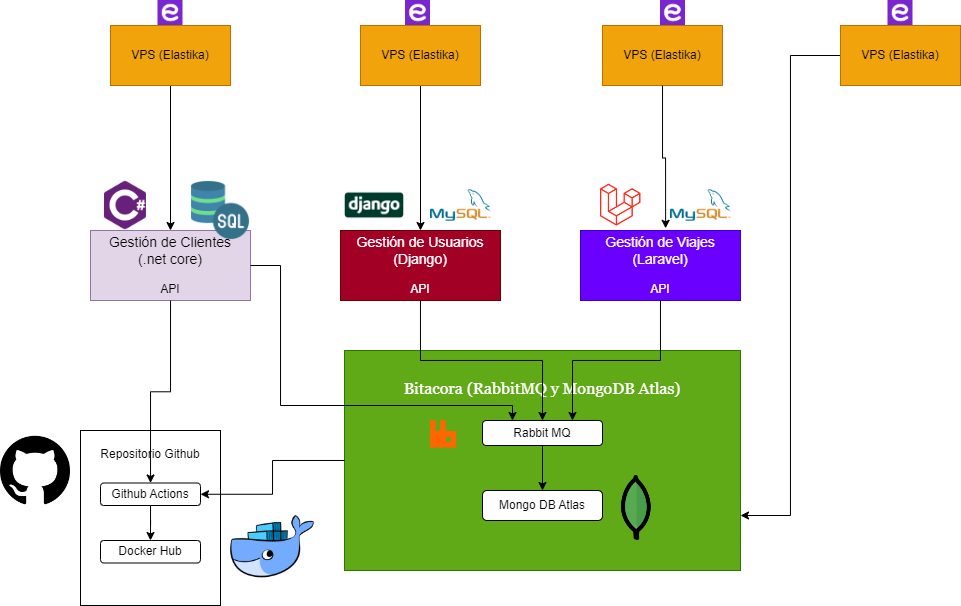 VPS (Elastika)
VPS (Elastika)
VPS (Elastika)
VPS (Elastika)
C#
SQL
django
MySQL
MySQL
Gestión de Clientes
(.net core)
API
Gestión de Usuarios
(Django)
API
Gestión de Viajes
(Laravel)
API
Bitacora (RabbitMQ y MongoDB Atlas)
Rabbit MQ
Mongo DB Atlas
Repositorio Github
Github Actions
Docker Hub